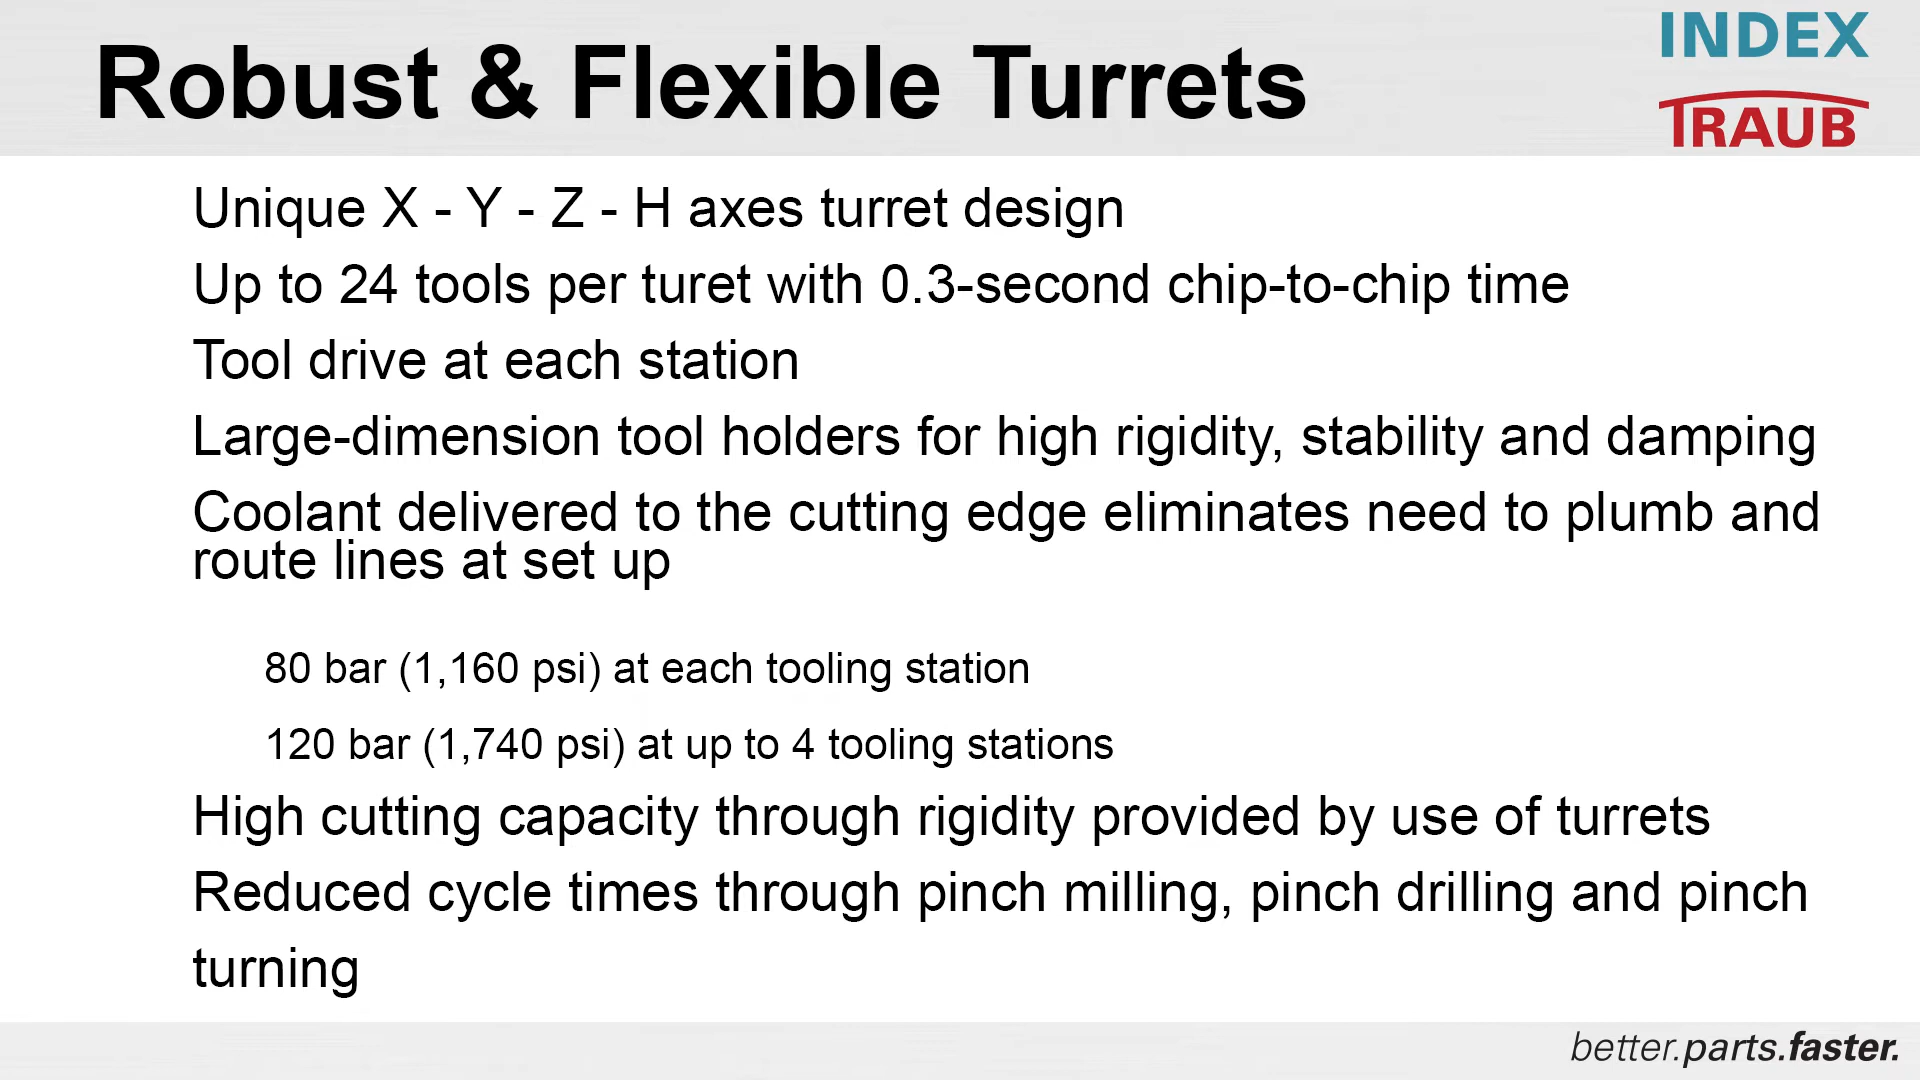 Robust & Flexible Turrets
INDEX
TRAUB
Unique X - Y - Z - H axes turret design
Up to 24 tools per turet with 0.3-second chip-to-chip time
Tool drive at each station
Large-dimension tool holders for high rigidity, stability and damping
Coolant delivered to the cutting edge eliminates need to plumb and
route lines at set up
80 bar (1,160 psi) at each tooling station
120 bar (1,740 psi) at up to 4 tooling stations
High cutting capacity through rigidity provided by use of turrets
Reduced cycle times through pinch milling, pinch drilling and pinch
turning
better.parts.faster.